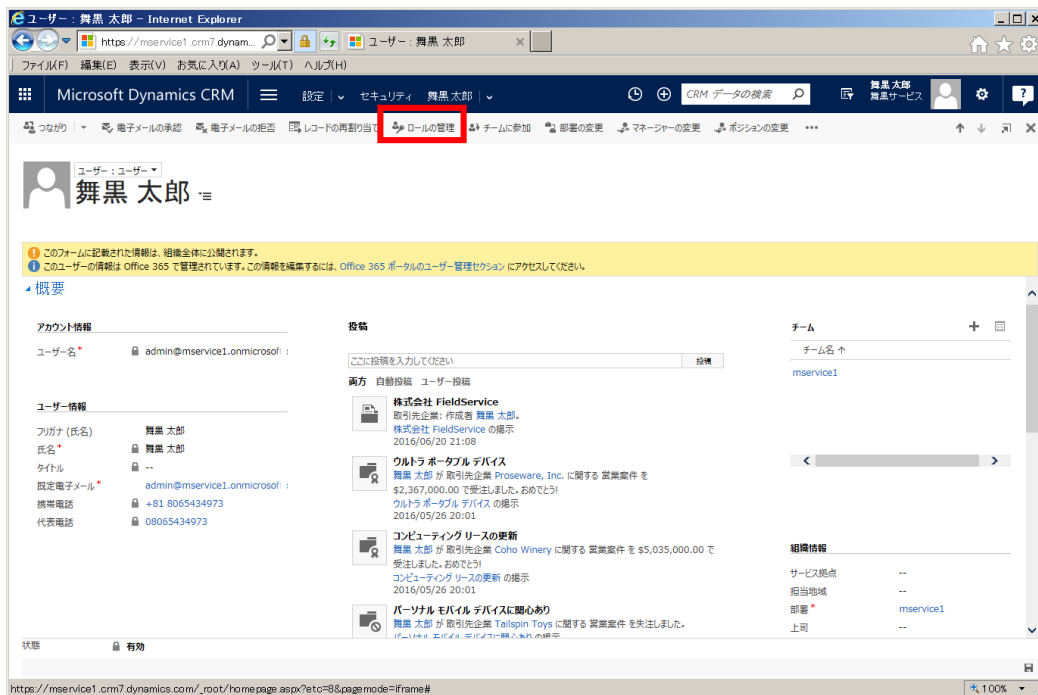 ユーザー : 舞黒 太郎 - Internet Explorer
https://mservice1.crm7.dynam...
ユーザー : 舞黒 太郎
ファイル(F) 編集(E) 表示(V) お気に入り(A) ツール(T) ヘルプ(H)
Microsoft Dynamics CRM 設定 セキュリティ 舞黒太郎 CRM データの検索 舞黒太郎
舞黒サービス
つながり 電子メールの承認 電子メールの拒否 レコードの再割り当て ロールの管理 チームに参加 部署の変更 マネージャーの変更 ポジションの変更 •••
ユーザー : ユーザー
舞黒 太郎
このフォームに記載された情報は、組織全体に公開されます。
このユーザーの情報は Office 365 で管理されています。この情報を編集するには、Office 365 ポータルのユーザー管理セクション にアクセスしてください。
概要
アカウント情報
ユーザー名* admin@mservice1.onmicrosoft
ユーザー情報
フリガナ (氏名) 舞黒 太郎
氏名* 舞黒 太郎
タイトル --
既定電子メール* admin@mservice1.onmicrosoft
携帯電話 +81 8065434973
代表電話 08065434973
投稿
ここに投稿を入力してください 投稿
両方 自動投稿 ユーザー投稿
株式会社 FieldService
取引先企業: 作成者 舞黒 太郎。
株式会社 FieldService の掲示
2016/06/20 21:08
ウルトラ ポータブル デバイス
舞黒 太郎 が 取引先企業 Proseware, Inc. に関する 営業案件 を
$2,367,000.00 で受注しました。おめでとう!
ウルトラ ポータブル デバイス の掲示
2016/05/26 20:01
コンピューティング リースの更新
舞黒 太郎 が 取引先企業 Coho Winery に関する 営業案件 を $5,035,000.00 で
受注しました。おめでとう!
コンピューティング リースの更新 の掲示
2016/05/26 20:01
パーソナル モバイル デバイスに関心あり
舞黒 太郎 が 取引先企業 Tailspin Toys に関する 営業案件 を失注しました。
パーソナル モバイル デバイスに関心あり の掲示
チーム
チーム名 ↑
mservice1
組織情報
サービス拠点 --
担当地域 --
部署* mservice1
上司 --
状態 有効
https://mservice1.crm7.dynamics.com/_root/homepage.aspx?etc=8&pagemode=iframe#
100%